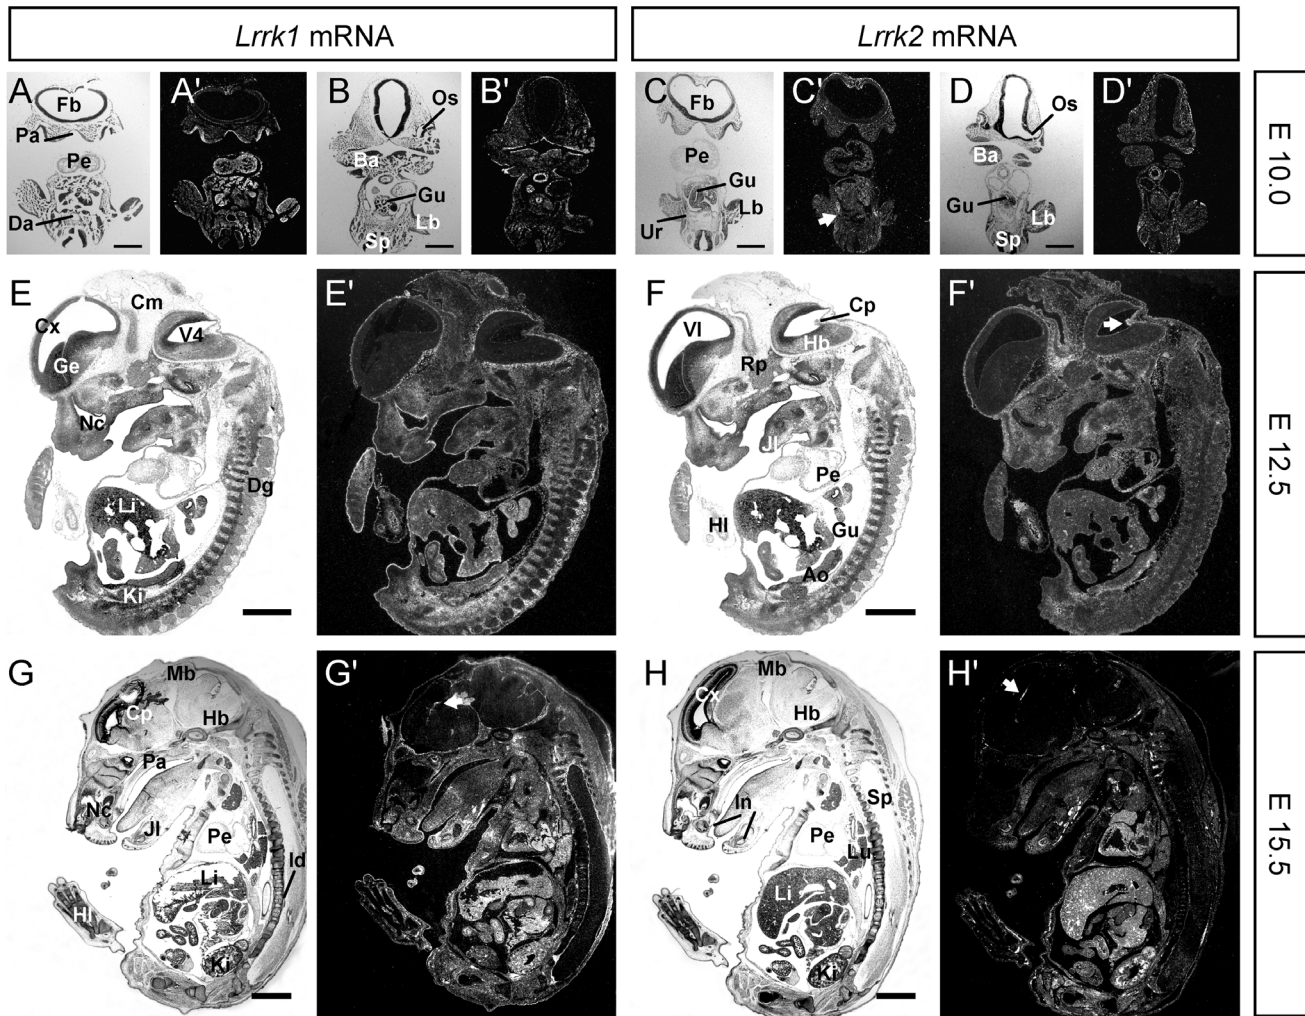 Lrrk1 mRNA
Lrrk2 mRNA
A
Fb
Pa
Pe
Da
A'
B
Os
Ba
Gu
Lb
Sp
B'
C
Fb
Pe
Gu
Lb
Ur
C'
D
Os
Ba
Gu
Lb
Sp
D'
E 10.0
E
Cm
Cx
V4
Ge
Nc
Dg
Li
Ki
E'
F
Cp
Vl
Hb
Rp
Jl
Pe
Hl
Gu
Ao
F'
E 12.5
G
Mb
Cp
Hb
Pa
Nc
Jl
Pe
Id
Li
Hl
Ki
G'
H
Mb
Cx
Hb
In
Sp
Pe
Lu
Li
Ki
H'
E 15.5